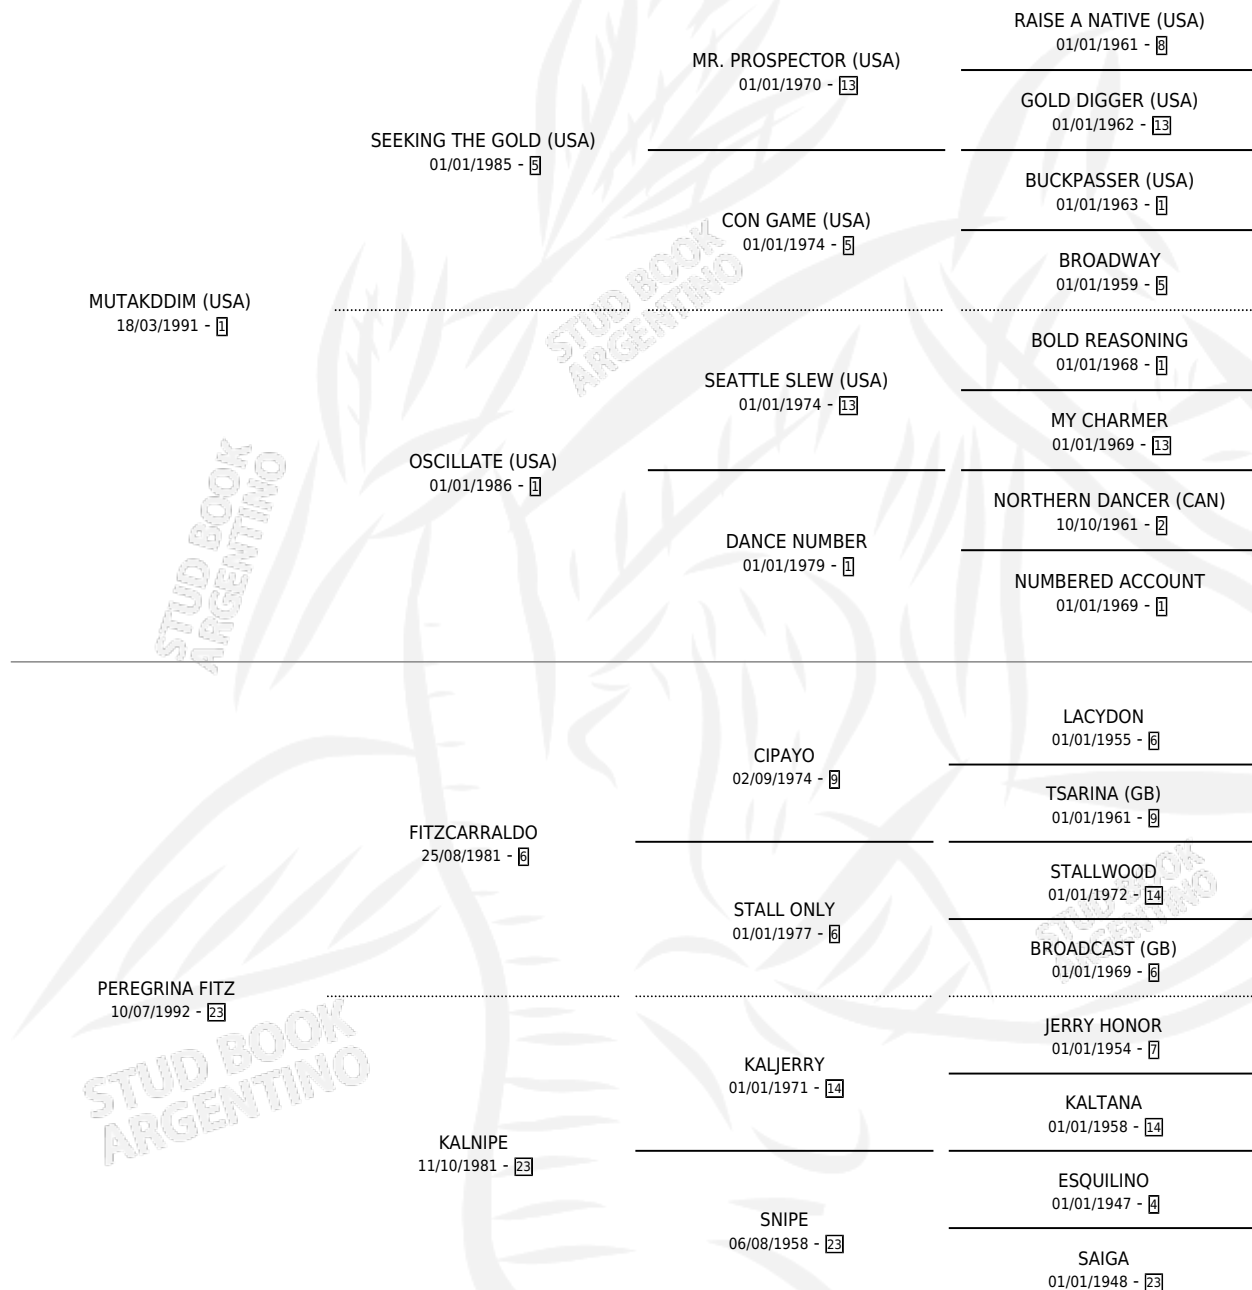 RAISE A NATIVE (USA)
01/01/1961 - 8
MR. PROSPECTOR (USA)
01/01/1970 - 13
GOLD DIGGER (USA)
01/01/1962 - 13
SEEKING THE GOLD (USA)
01/01/1985 - 5
BUCKPASSER (USA)
01/01/1963 - 1
CON GAME (USA)
01/01/1974 - 5
BROADWAY
01/01/1959 - 5
MUTAKDDIM (USA)
18/03/1991 - 1
BOLD REASONING
01/01/1968 - 1
SEATTLE SLEW (USA)
01/01/1974 - 13
MY CHARMER
01/01/1969 - 13
OSCILLATE (USA)
01/01/1986 - 1
NORTHERN DANCER (CAN)
10/10/1961 - 2
DANCE NUMBER
01/01/1979 - 1
NUMBERED ACCOUNT
01/01/1969 - 1
LACYDON
01/01/1955 - 6
CIPAYO
02/09/1974 - 9
TSARINA (GB)
01/01/1961 - 9
FITZCARRALDO
25/08/1981 - 6
STALLWOOD
01/01/1972 - 14
STALL ONLY
01/01/1977 - 6
BROADCAST (GB)
01/01/1969 - 6
PEREGRINA FITZ
10/07/1992 - 23
JERRY HONOR
01/01/1954 - 7
KALJERRY
01/01/1971 - 14
KALTANA
01/01/1958 - 14
KALNIPE
11/10/1981 - 23
ESQUILINO
01/01/1947 - 4
SNIPE
06/08/1958 - 23
SAIGA
01/01/1948 - 23
STUD BOOK
ARGENTINO
STUD BOOK
ARGENTINO
STUD BOOK
ARGENTINO
STUD BOOK
ARGENTINO